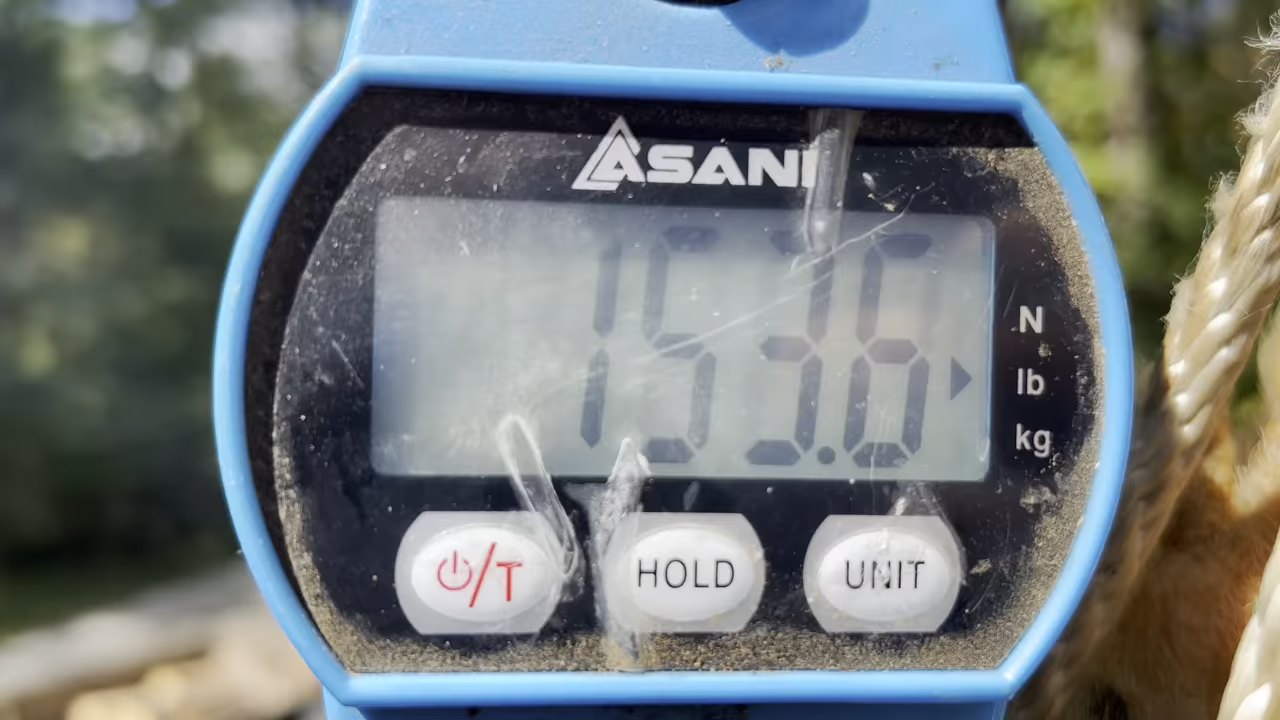 ASANI
153.6
N
lb
kg
⏻/T
HOLD
UNIT